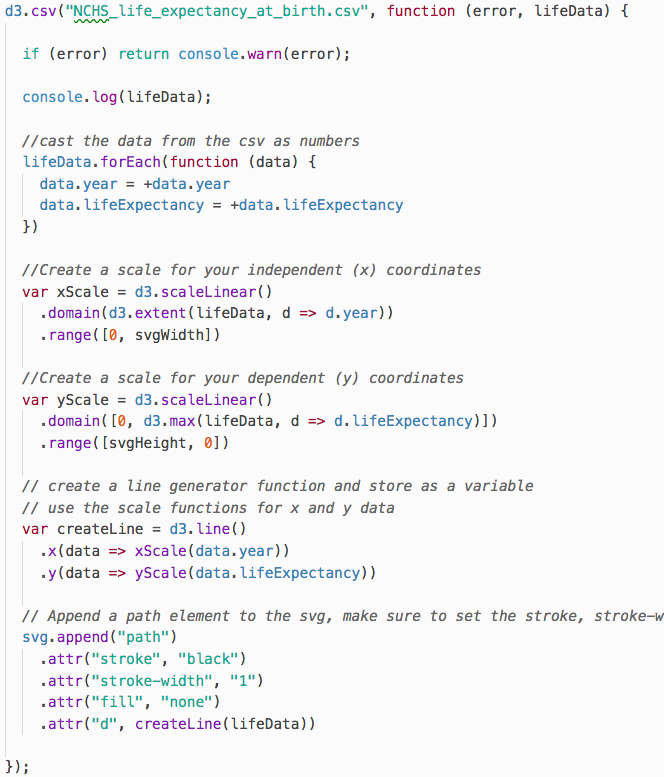 d3.csv("NCHS_life_expectancy_at_birth.csv", function (error, lifeData) {
if (error) return console.warn(error);
console.log(lifeData);
//cast the data from the csv as numbers
lifeData.forEach(function (data) {
data.year = +data.year
data.lifeExpectancy = +data.lifeExpectancy
})
//Create a scale for your independent (x) coordinates
var xScale = d3.scaleLinear()
.domain(d3.extent(lifeData, d => d.year))
.range([0, svgWidth])
//Create a scale for your dependent (y) coordinates
var yScale = d3.scaleLinear()
.domain([0, d3.max(lifeData, d => d.lifeExpectancy)])
.range([svgHeight, 0])
// create a line generator function and store as a variable
// use the scale functions for x and y data
var createLine = d3.line()
.x(data => xScale(data.year))
.y(data => yScale(data.lifeExpectancy))
// Append a path element to the svg, make sure to set the stroke, stroke-w
svg.append("path")
.attr("stroke", "black")
.attr("stroke-width", "1")
.attr("fill", "none")
.attr("d", createLine(lifeData))
});